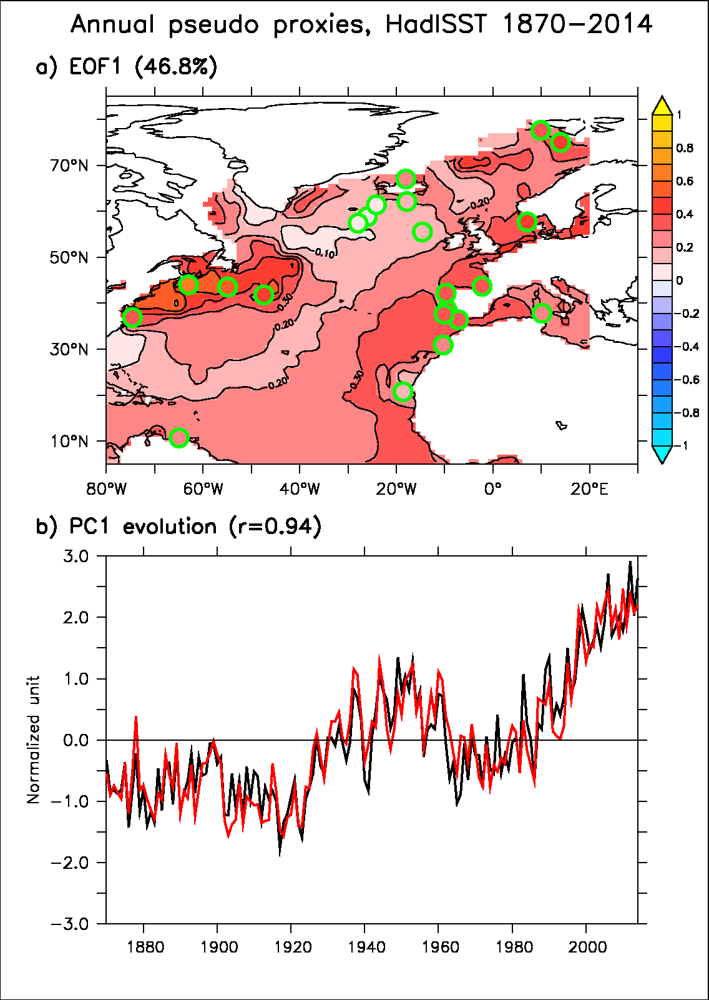 Annual pseudo proxies, HadISST 1870−2014
a) EOF1 (46.8%)
70°N
50°N
30°N
10°N
80°W 60°W 40°W 20°W 0° 20°E
0.20
0.10
0.30
0.20
0.20
0.30
1
0.8
0.6
0.4
0.2
0
−0.2
−0.4
−0.6
−0.8
−1
b) PC1 evolution (r=0.94)
Normalized unit
3.0
2.0
1.0
0.0
−1.0
−2.0
−3.0
1880 1900 1920 1940 1960 1980 2000